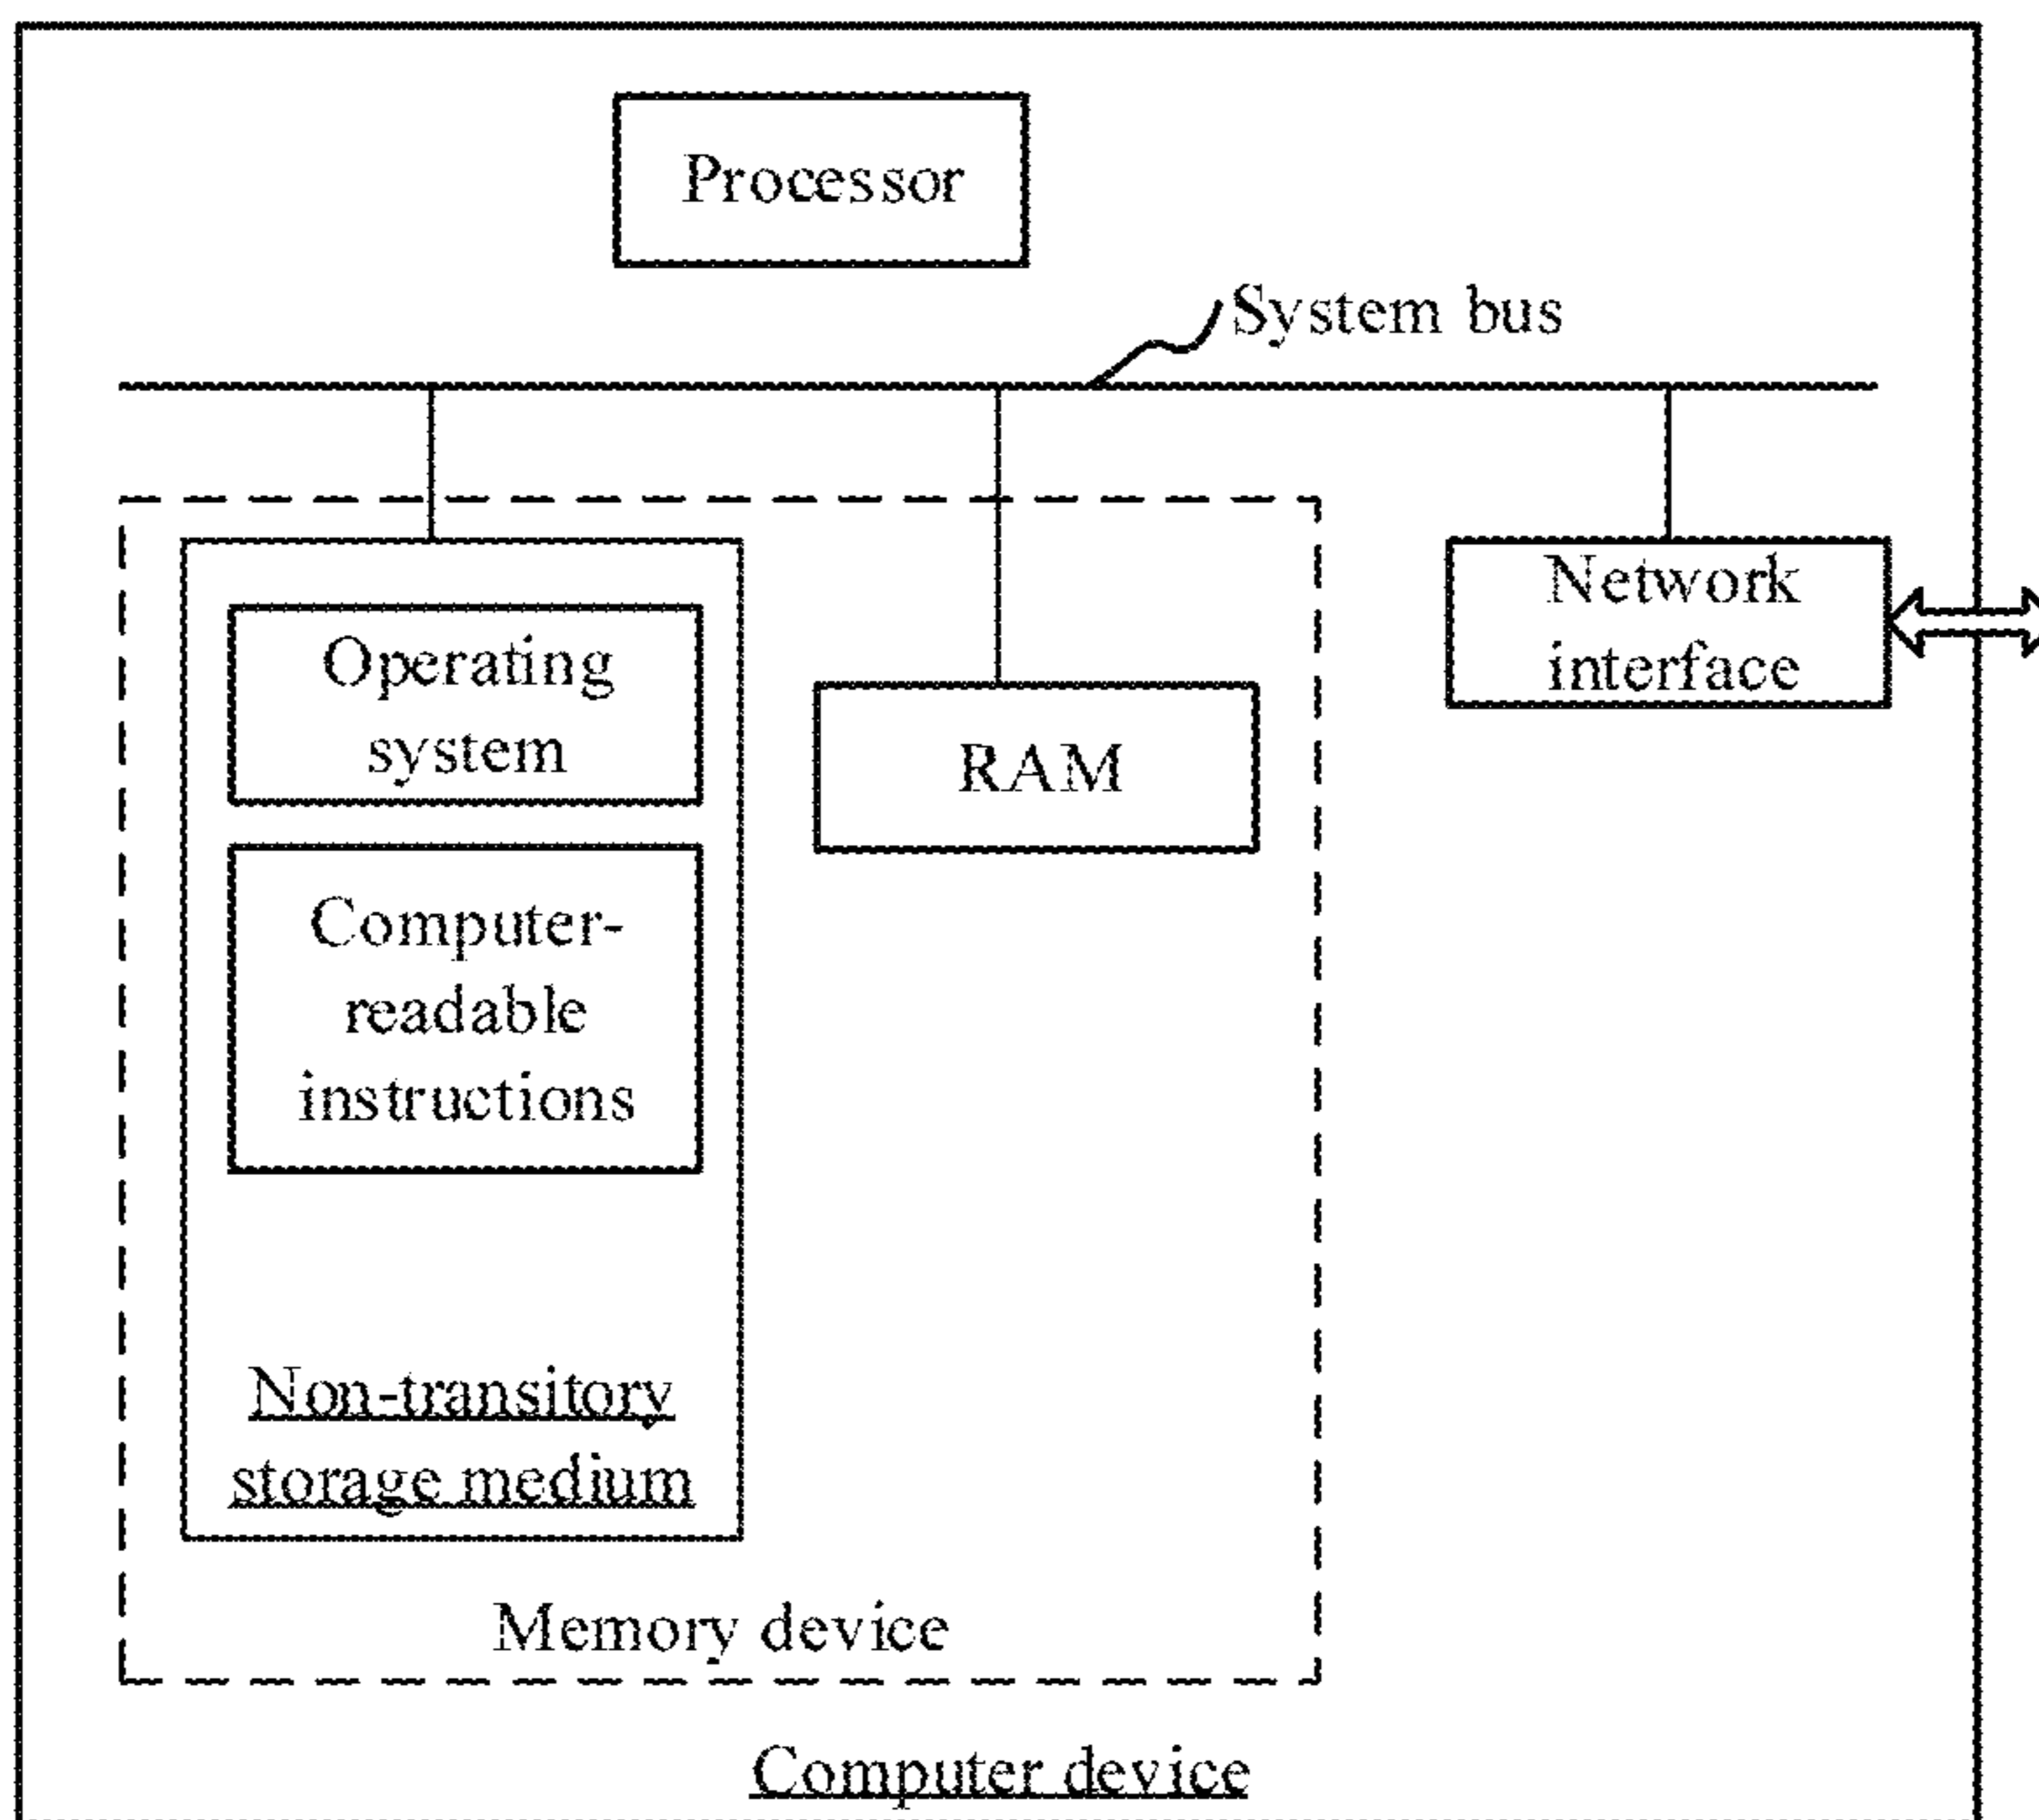 Processor
System bus
Network
interface
Operating
system
RAM
Computer-
readable
instructions
Non-transitory
storage medium
Memory device
Computer device